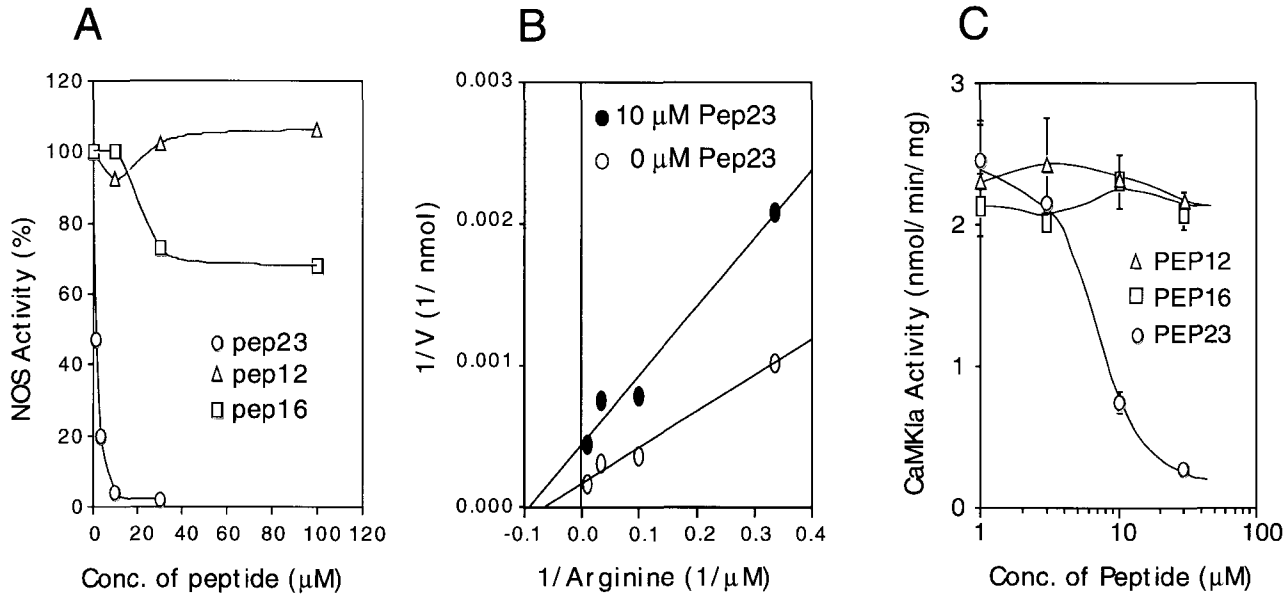 A
NOS Activity (%)
120
100
80
60
40
20
0
pep23
pep12
pep16
0 20 40 60 80 100 120
Conc. of peptide (μM)
B
1/V (1/nmol)
0.003
0.002
0.001
0.000
10 μM Pep23
0 μM Pep23
-0.1 0.0 0.1 0.2 0.3 0.4
1/Arginine (1/μM)
C
CaMKIa Activity (nmol/min/mg)
3
2
1
0
PEP12
PEP16
PEP23
1 10 100
Conc. of Peptide (μM)